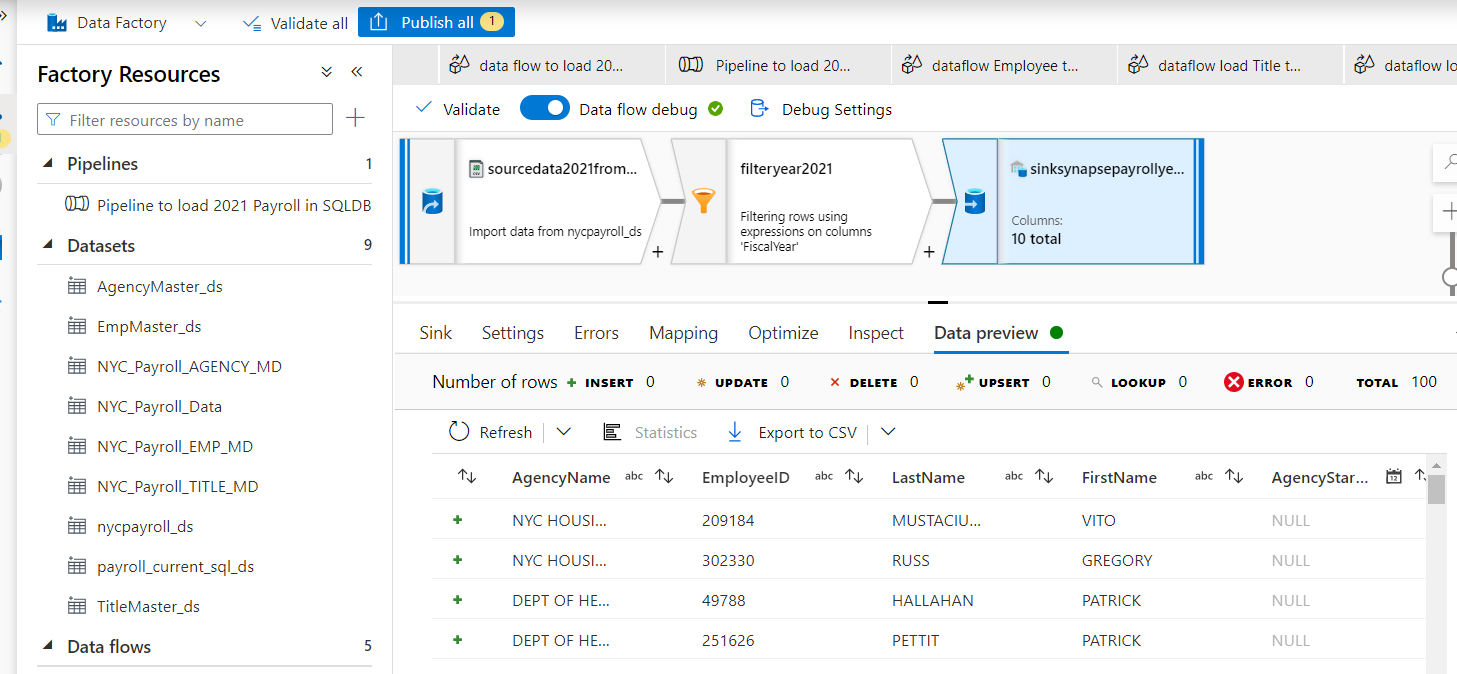 Data Factory
Validate all
Publish all 1
Factory Resources
Filter resources by name
Pipelines 1
Pipeline to load 2021 Payroll in SQLDB
Datasets 9
AgencyMaster_ds
EmpMaster_ds
NYC_Payroll_AGENCY_MD
NYC_Payroll_Data
NYC_Payroll_EMP_MD
NYC_Payroll_TITLE_MD
nycpayroll_ds
payroll_current_sql_ds
TitleMaster_ds
Data flows 5
data flow to load 20...
Pipeline to load 20...
dataflow Employee t...
dataflow load Title t...
dataflow lo
Validate
Data flow debug
Debug Settings
sourcedata2021from...
Import data from nycpayroll_ds
+
filteryear2021
Filtering rows using
expressions on columns
'FiscalYear'
+
sinksynapsepayrollye...
Columns:
10 total
Sink Settings Errors Mapping Optimize Inspect Data preview
Number of rows + INSERT 0 UPDATE 0 DELETE 0 UPSERT 0 LOOKUP 0 ERROR 0 TOTAL 100
Refresh
Statistics
Export to CSV
AgencyName abc EmployeeID abc LastName abc FirstName abc AgencyStar... 12
+ NYC HOUSI... 209184 MUSTACIU... VITO NULL
+ NYC HOUSI... 302330 RUSS GREGORY NULL
+ DEPT OF HE... 49788 HALLAHAN PATRICK NULL
+ DEPT OF HE... 251626 PETTIT PATRICK NULL